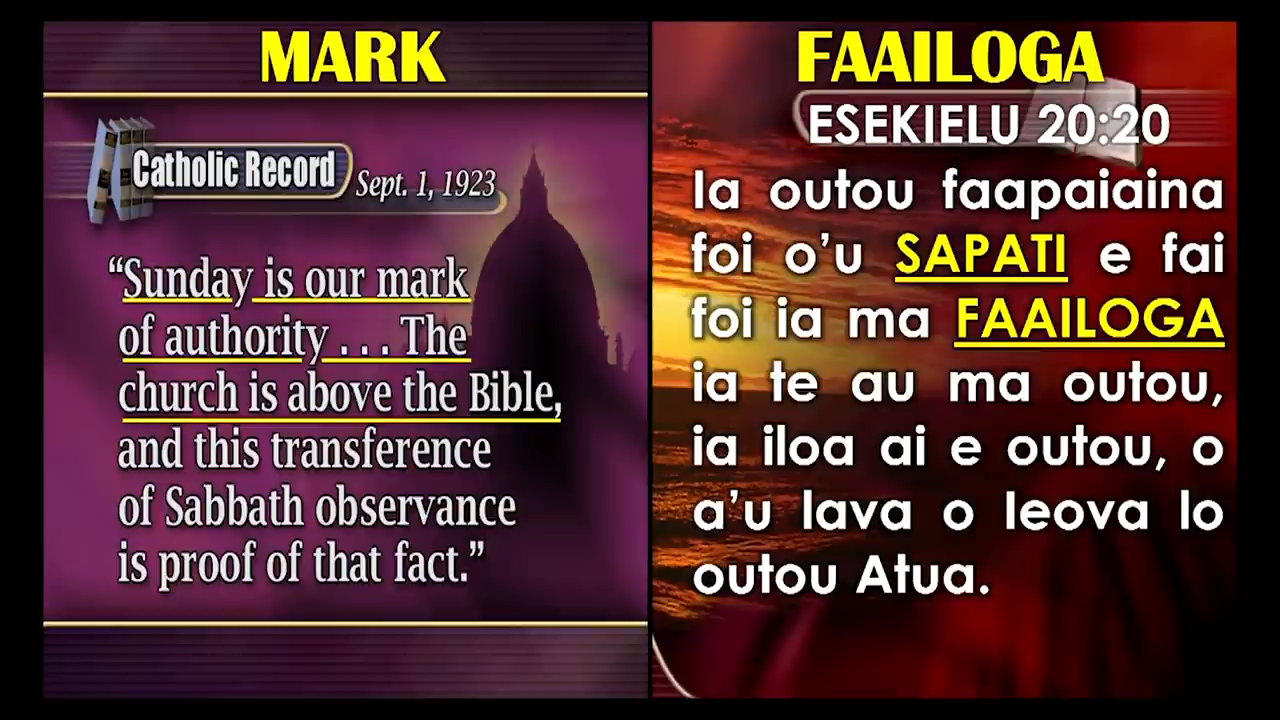 MARK
Catholic Record Sept. 1, 1923
“Sunday is our mark
of authority . . . The
church is above the Bible,
and this transference
of Sabbath observance
is proof of that fact.”
FAAILOGA
ESEKIELU 20:20
Ia outou faapaiaina
foi o’u SAPATI e fai
foi ia ma FAAILOGA
ia te au ma outou,
ia iloa ai e outou, o
a’u lava o Ieova lo
outou Atua.